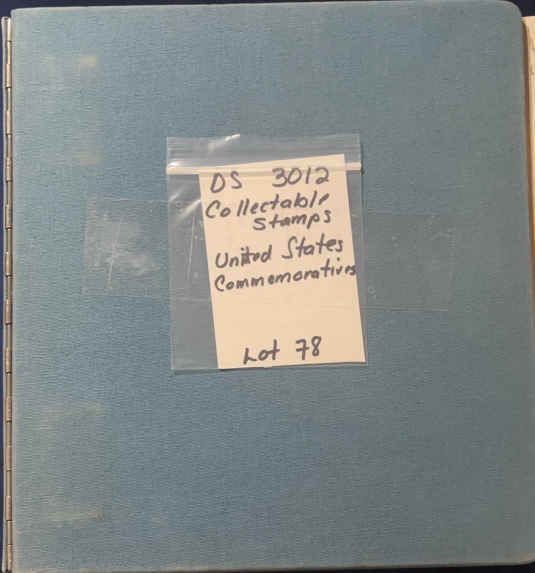 DS 3012
Collectable
Stamps
United States
Commemoratives
Lot 78